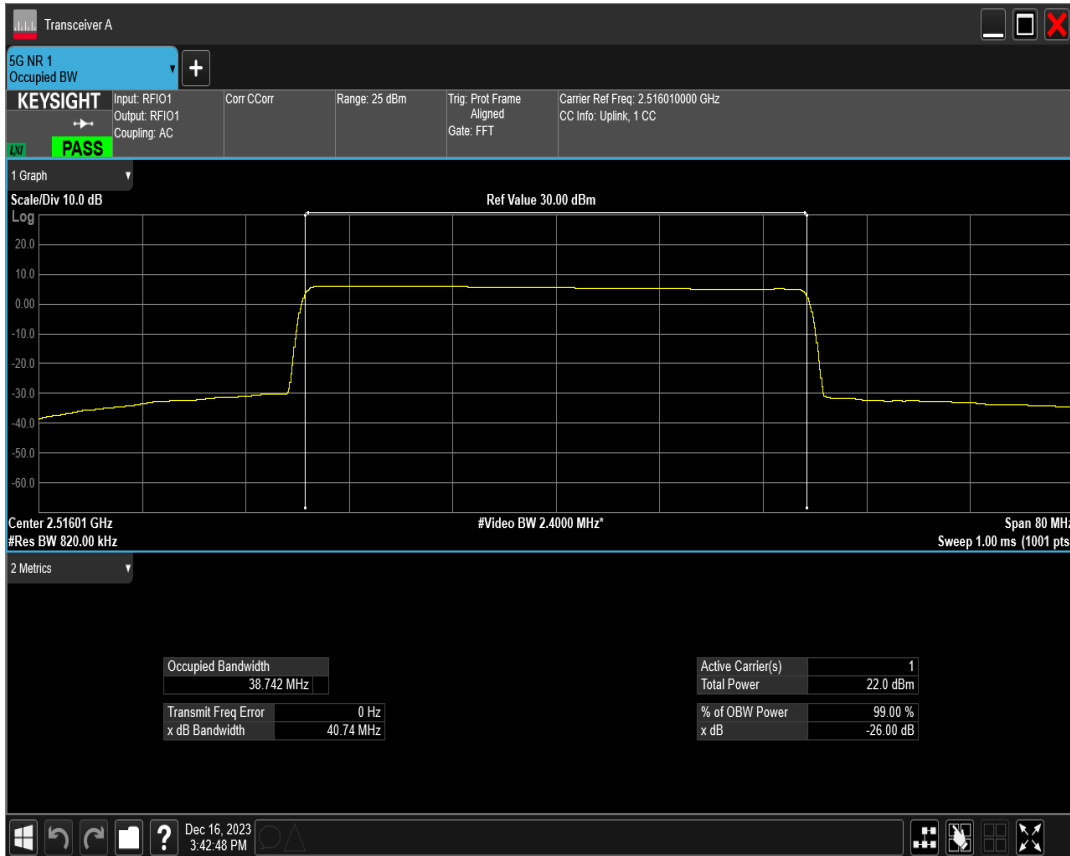 Transceiver A
5G NR 1
Occupied BW
+
KEYSIGHT
LXI
PASS
Input: RFIO1
Output: RFIO1
Coupling: AC
Corr CCorr
Range: 25 dBm
Trig: Prot Frame
Aligned
Gate: FFT
Carrier Ref Freq: 2.516010000 GHz
CC Info: Uplink, 1 CC
1 Graph
Scale/Div 10.0 dB
Ref Value 30.00 dBm
Log
20.0
10.0
0.00
-10.0
-20.0
-30.0
-40.0
-50.0
-60.0
Center 2.51601 GHz
#Video BW 2.4000 MHz*
Span 80 MHz
#Res BW 820.00 kHz
Sweep 1.00 ms (1001 pts
2 Metrics
Occupied Bandwidth
38.742 MHz
Transmit Freq Error 0 Hz
x dB Bandwidth 40.74 MHz
Active Carrier(s) 1
Total Power 22.0 dBm
% of OBW Power 99.00 %
x dB -26.00 dB
?
Dec 16, 2023
3:42:48 PM